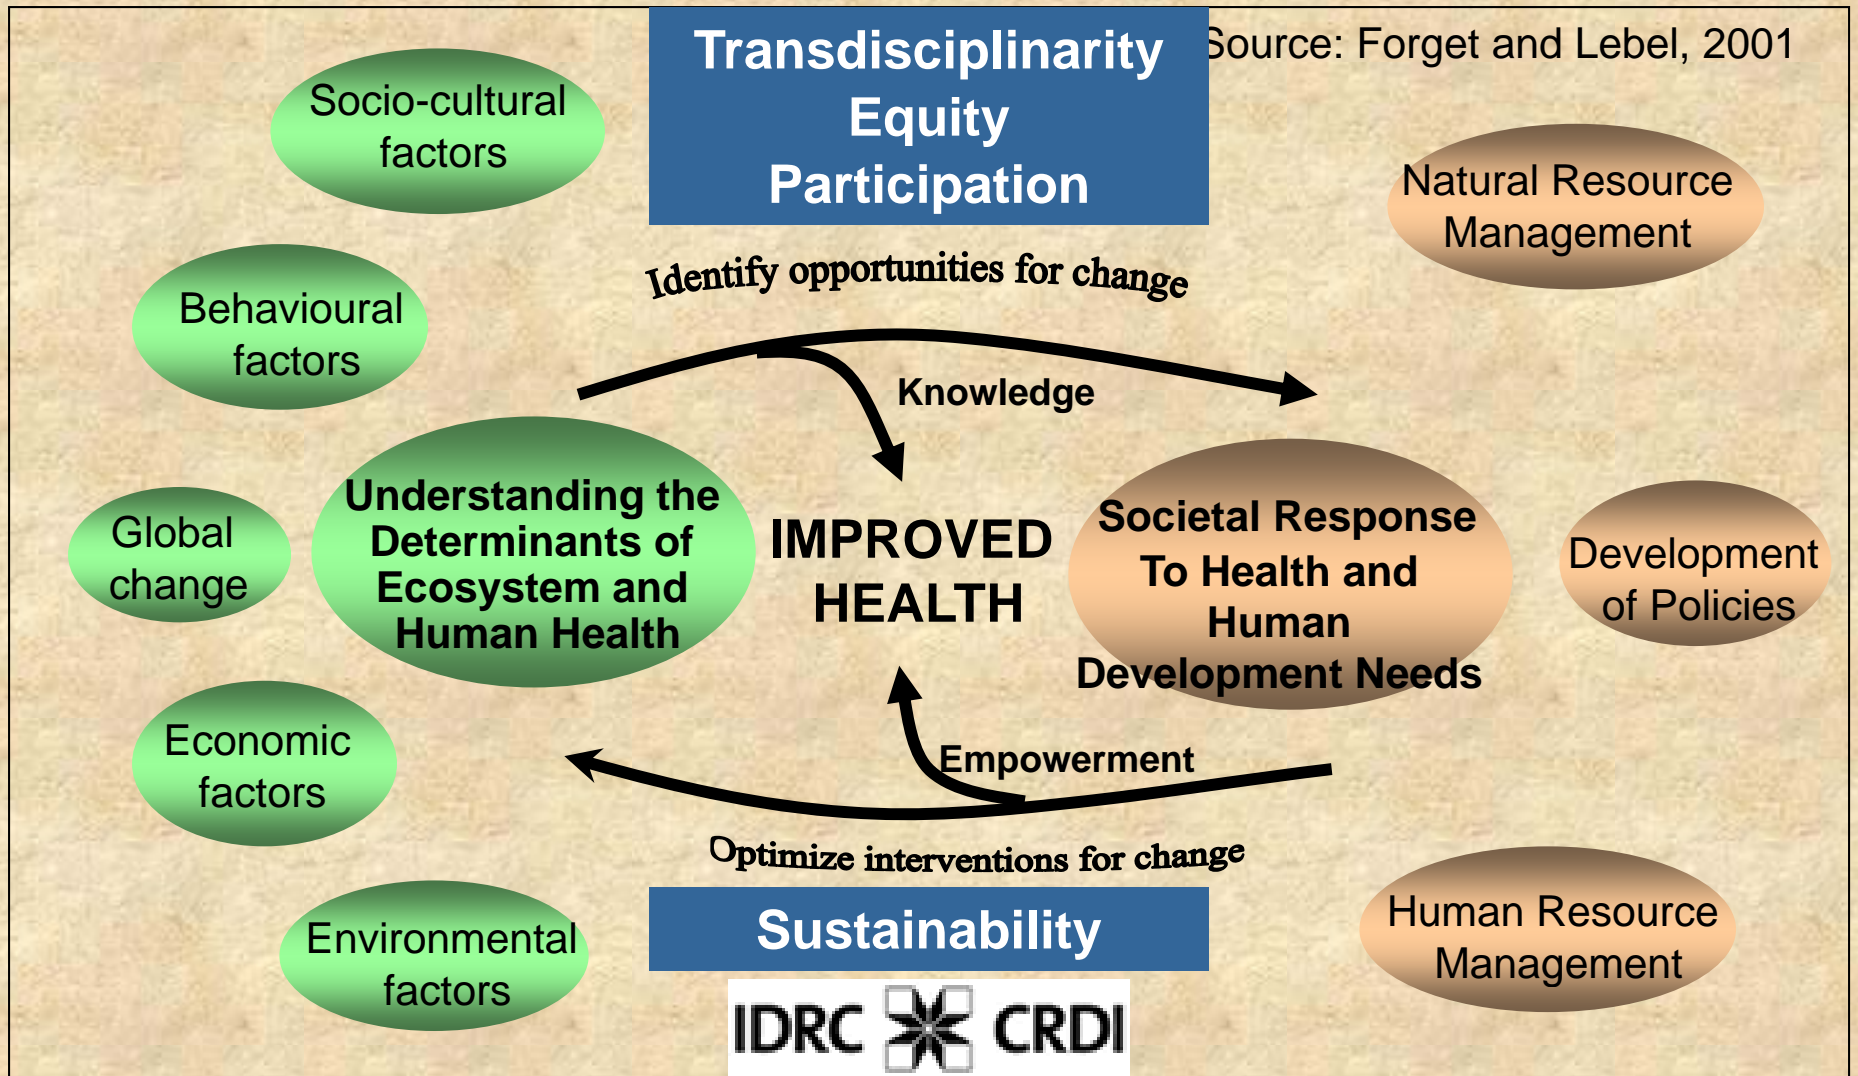 Transdisciplinarity
Equity
Participation
Source: Forget and Lebel, 2001
Socio-cultural
factors
Natural Resource
Management
Behavioural
factors
Identify opportunities for change
Knowledge
Global
change
Understanding the
Determinants of
Ecosystem and
Human Health
IMPROVED
HEALTH
Societal Response
To Health and
Human
Development Needs
Development
of Policies
Economic
factors
Empowerment
Optimize interventions for change
Environmental
factors
Sustainability
Human Resource
Management
IDRC CRDI